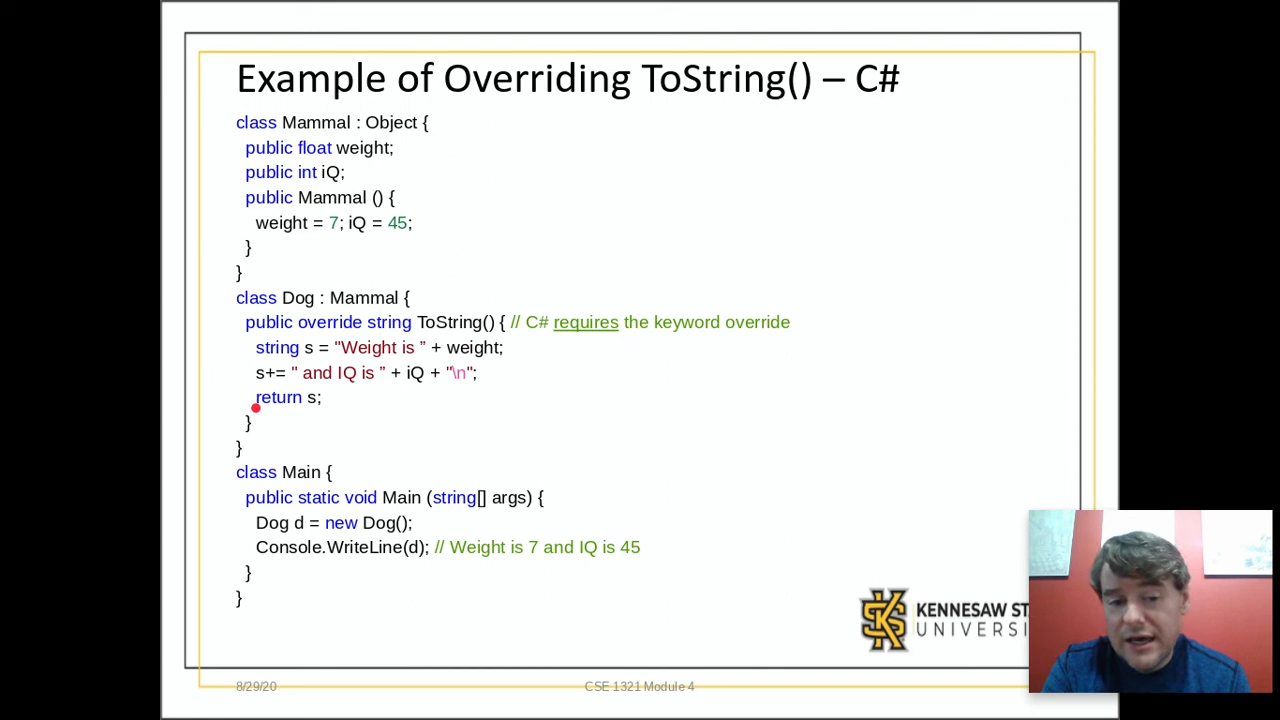 Example of Overriding ToString() – C#
class Mammal : Object {
public float weight;
public int iQ;
public Mammal () {
weight = 7; iQ = 45;
}
}
class Dog : Mammal {
public override string ToString() { // C# requires the keyword override
string s = "Weight is ” + weight;
s+= " and IQ is ” + iQ + "\n";
return s;
}
}
class Main {
public static void Main (string[] args) {
Dog d = new Dog();
Console.WriteLine(d); // Weight is 7 and IQ is 45
}
}
KENNESAW ST
UNIVERSI
8/29/20
CSE 1321 Module 4